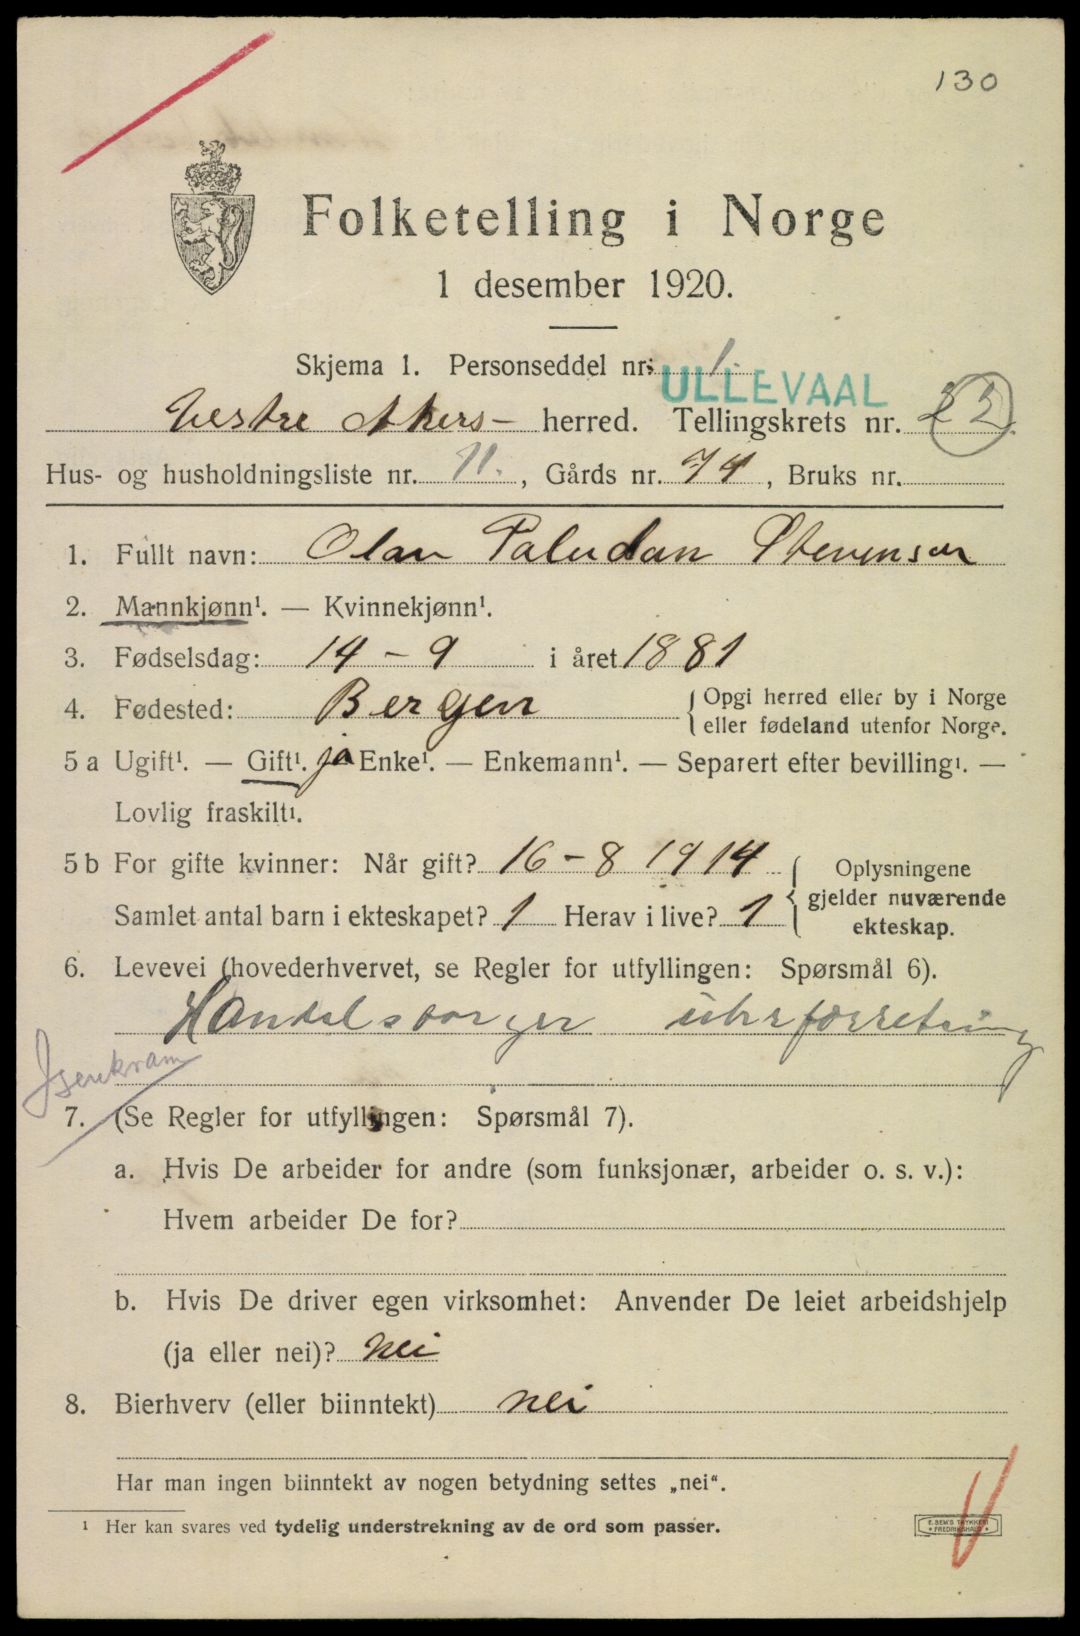 130
Folketelling i Norge
1 desember 1920.
Skjema 1. Personseddel nr. 1.
ULLEVAAL
Vestre Akers – herred. Tellingskrets nr. 22.
Hus- og husholdningsliste nr. 11., Gårds nr. 74, Bruks nr.
1. Fullt navn: Olav Paludan Stevenson
2. Mannkjønn¹. — Kvinnekjønn¹.
3. Fødselsdag: 14 – 9 i året 1881
4. Fødested: Bergen { Opgi herred eller by i Norge
eller fødeland utenfor Norge.
5 a Ugift¹. — Gift¹. ja Enke¹. — Enkemann¹. — Separert efter bevilling¹. —
Lovlig fraskilt¹.
5 b For gifte kvinner: Når gift? 16 – 8 1914 { Oplysningene
gjelder nuværende
Samlet antal barn i ekteskapet? 1 Herav i live? 1
ekteskap.
6. Levevei (hovederhvervet, se Regler for utfyllingen: Spørsmål 6).
Handelsborger
Isenkram
7. (Se Regler for utfyllingen: Spørsmål 7).
a. Hvis De arbeider for andre (som funksjonær, arbeider o. s. v.):
Hvem arbeider De for?
b. Hvis De driver egen virksomhet: Anvender De leiet arbeidshjelp
(ja eller nei)? nei
8. Bierhverv (eller biinntekt) nei
Har man ingen biinntekt av nogen betydning settes „nei“.
¹ Her kan svares ved tydelig understrekning av de ord som passer.
E. SEM'S TRYKKERI
• FREDRIKSHALD •